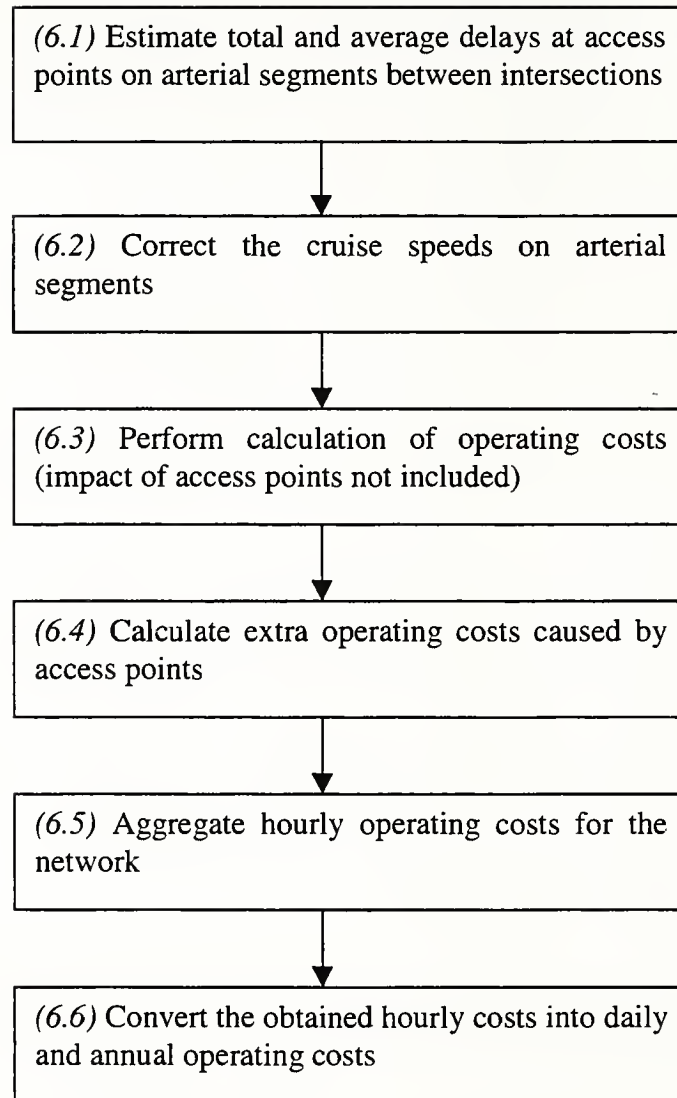 (6.1) Estimate total and average delays at access
points on arterial segments between intersections
(6.2) Correct the cruise speeds on arterial
segments
(6.3) Perform calculation of operating costs
(impact of access points not included)
(6.4) Calculate extra operating costs caused by
access points
(6.5) Aggregate hourly operating costs for the
network
(6.6) Convert the obtained hourly costs into daily
and annual operating costs